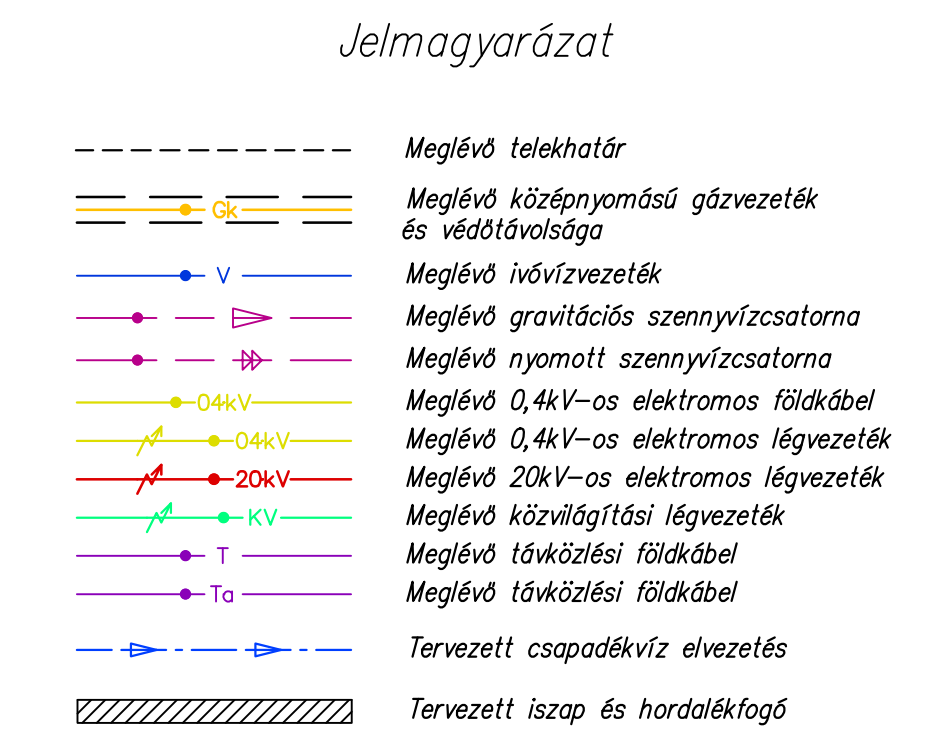 Jelmagyarázat
Meglévő telekhatár
Gk Meglévő középnyomású gázvezeték
és védőtávolsága
V Meglévő ivóvízvezeték
Meglévő gravitációs szennyvízcsatorna
Meglévő nyomott szennyvízcsatorna
04kV Meglévő 0,4kV-os elektromos földkábel
04kV Meglévő 0,4kV-os elektromos légvezeték
20kV Meglévő 20kV-os elektromos légvezeték
KV Meglévő közvilágítási légvezeték
T Meglévő távközlési földkábel
Ta Meglévő távközlési földkábel
Tervezett csapadékvíz elvezetés
Tervezett iszap és hordalékfogó